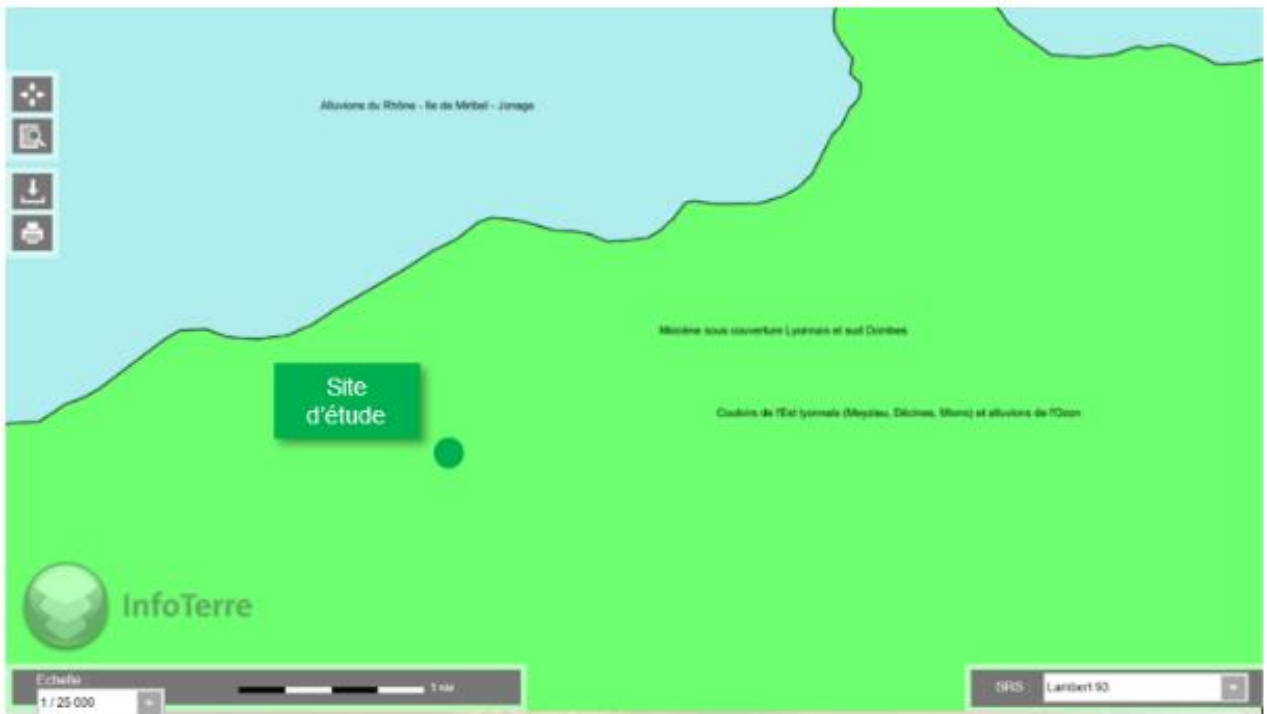 Alluvions du Rhône - Ile de Miribel - Jonage
Miocène sous couverture Lyonnais et sud Dombes
Site
d'étude
Couloirs de l'Est lyonnais (Meyzieu, Décines, Mions) et alluvions de l'Ozon
InfoTerre
Echelle :
1 KM
1 / 25 000
SRS
Lambert 93